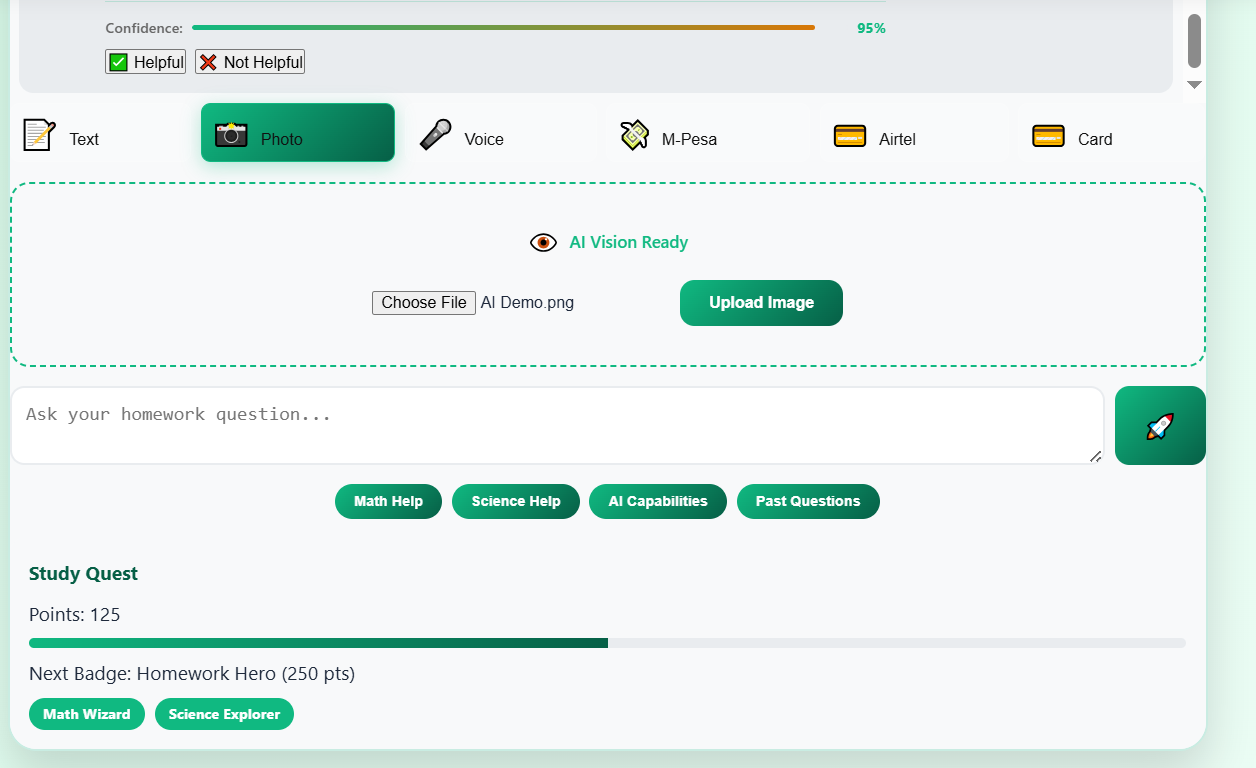 Confidence: 95%
Helpful Not Helpful
Text Photo Voice M-Pesa Airtel Card
AI Vision Ready
Choose File AI Demo.png Upload Image
Ask your homework question...
Math Help Science Help AI Capabilities Past Questions
Study Quest
Points: 125
Next Badge: Homework Hero (250 pts)
Math Wizard Science Explorer